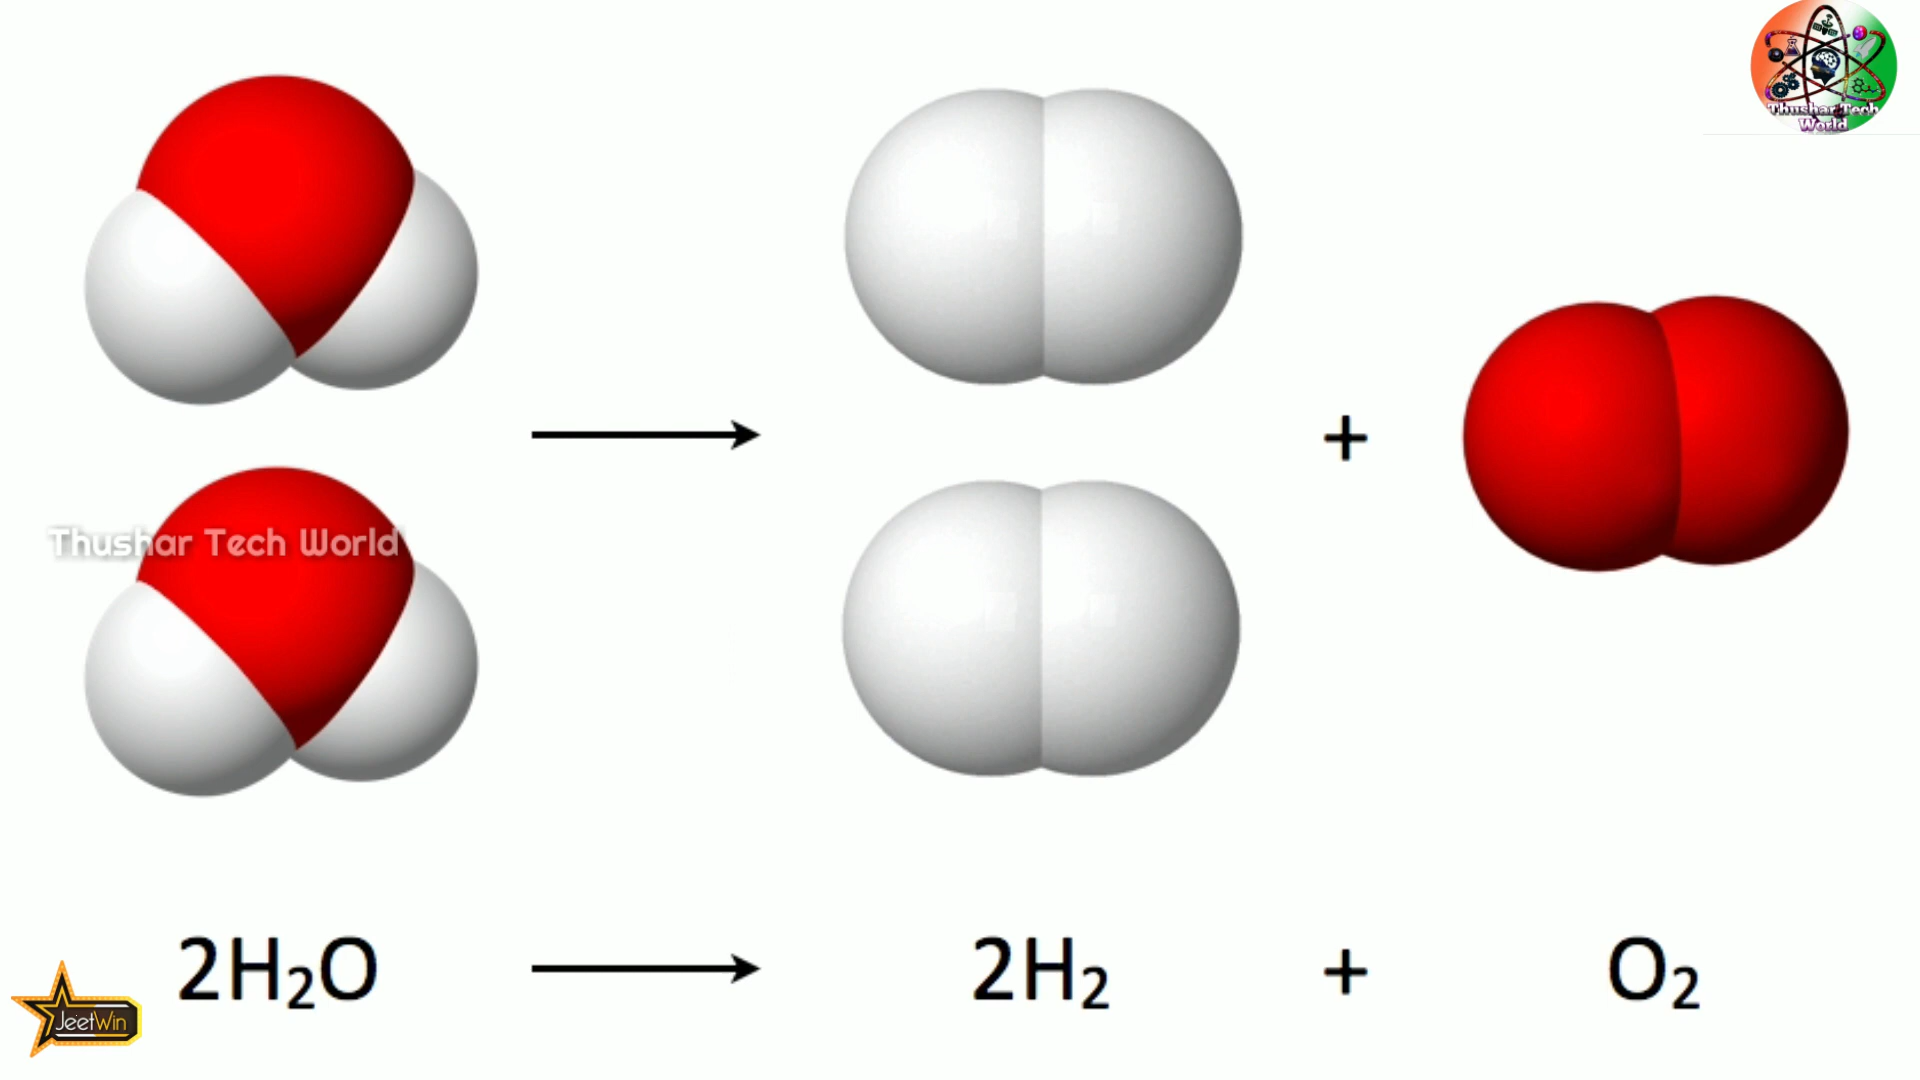 Thushar Tech
World
+
Thushar Tech World
2H₂O ⟶ 2H₂ + O₂
JeetWin